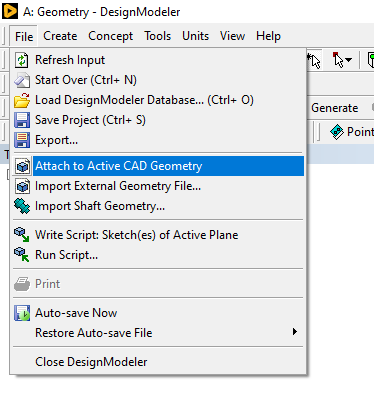 A: Geometry - DesignModeler
File Create Concept Tools Units View Help
Refresh Input
Start Over (Ctrl+ N)
Load DesignModeler Database... (Ctrl+ O)
Save Project (Ctrl+ S)
Export...
Generate
Point
Attach to Active CAD Geometry
Import External Geometry File...
Import Shaft Geometry...
Write Script: Sketch(es) of Active Plane
Run Script...
Print
Auto-save Now
Restore Auto-save File
Close DesignModeler